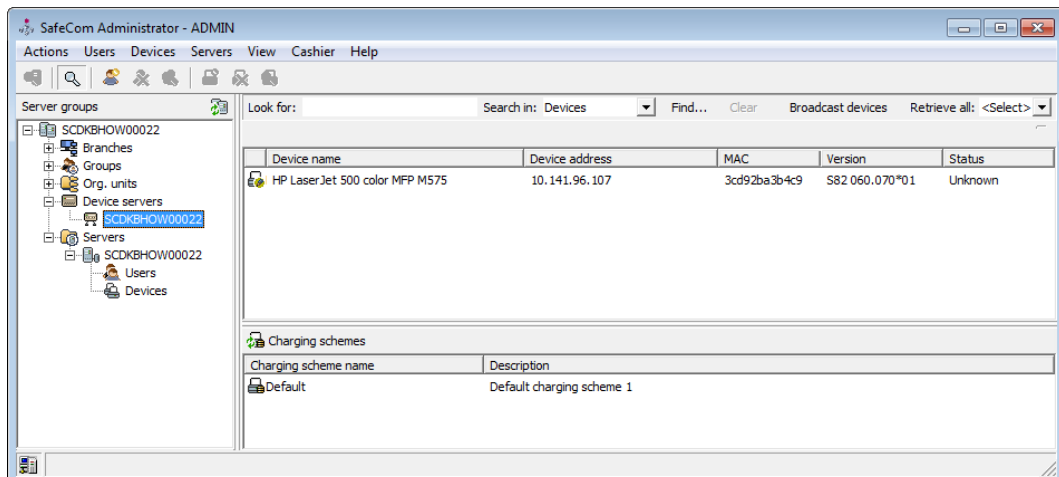 SafeCom Administrator - ADMIN
Actions Users Devices Servers View Cashier Help
Server groups
Look for: Search in: Devices Find... Clear Broadcast devices Retrieve all: <Select>
SCDKBHOW00022
Branches
Groups
Org. units
Device servers
SCDKBHOW00022
Servers
SCDKBHOW00022
Users
Devices
Device name Device address MAC Version Status
HP LaserJet 500 color MFP M575 10.141.96.107 3cd92ba3b4c9 S82 060.070*01 Unknown
Charging schemes
Charging scheme name Description
Default Default charging scheme 1